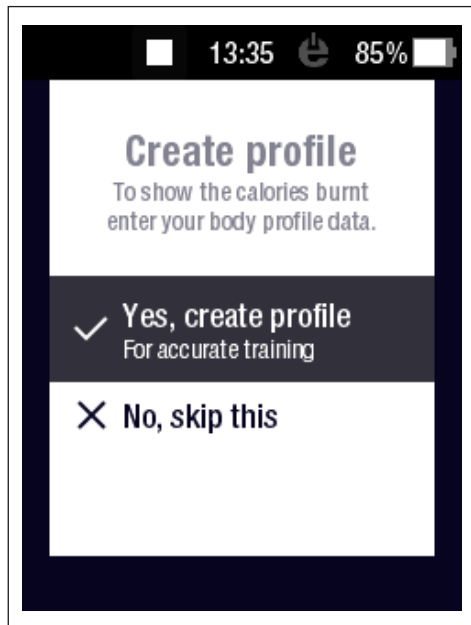 13:35 85%
Create profile
To show the calories burnt
enter your body profile data.
Yes, create profile
For accurate training
No, skip this